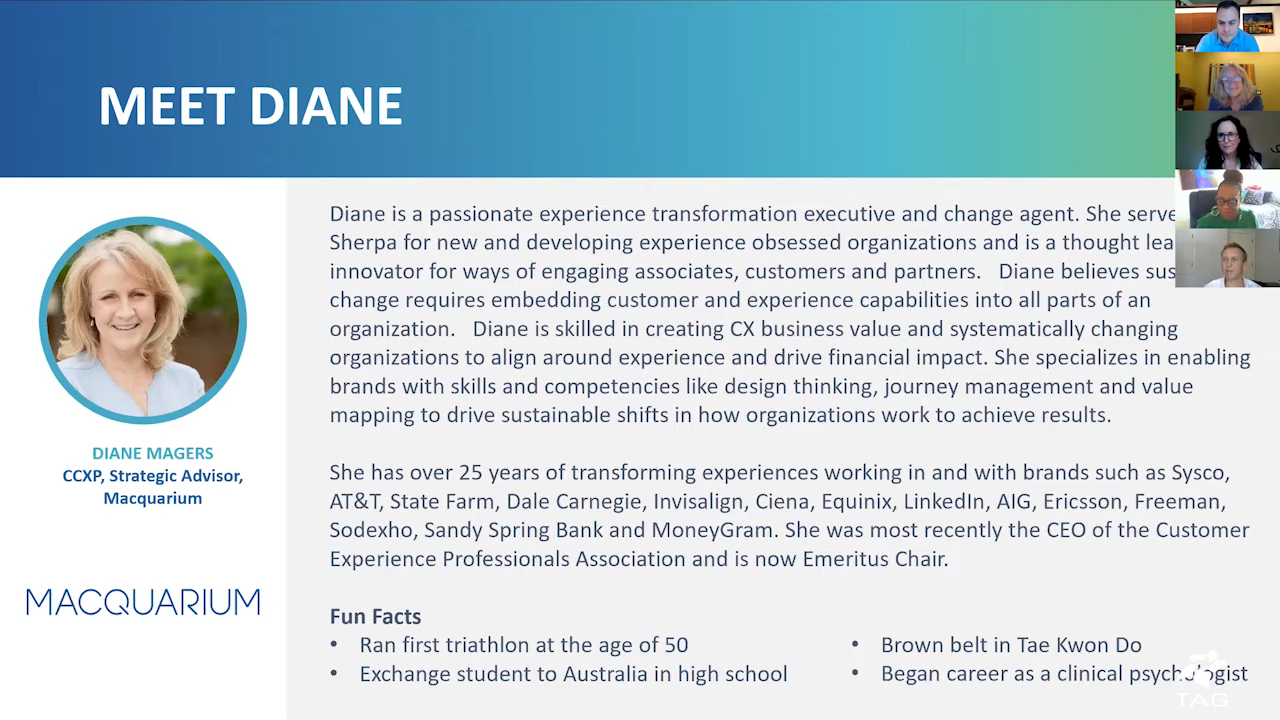 MEET DIANE
DIANE MAGERS
CCXP, Strategic Advisor,
Macquarium
MACQUARIUM
Diane is a passionate experience transformation executive and change agent. She serve
Sherpa for new and developing experience obsessed organizations and is a thought lea
innovator for ways of engaging associates, customers and partners. Diane believes sus
change requires embedding customer and experience capabilities into all parts of an
organization. Diane is skilled in creating CX business value and systematically changing
organizations to align around experience and drive financial impact. She specializes in enabling
brands with skills and competencies like design thinking, journey management and value
mapping to drive sustainable shifts in how organizations work to achieve results.
She has over 25 years of transforming experiences working in and with brands such as Sysco,
AT&T, State Farm, Dale Carnegie, Invisalign, Ciena, Equinix, LinkedIn, AIG, Ericsson, Freeman,
Sodexho, Sandy Spring Bank and MoneyGram. She was most recently the CEO of the Customer
Experience Professionals Association and is now Emeritus Chair.
Fun Facts
• Ran first triathlon at the age of 50
• Exchange student to Australia in high school
• Brown belt in Tae Kwon Do
• Began career as a clinical psychologist
TAG